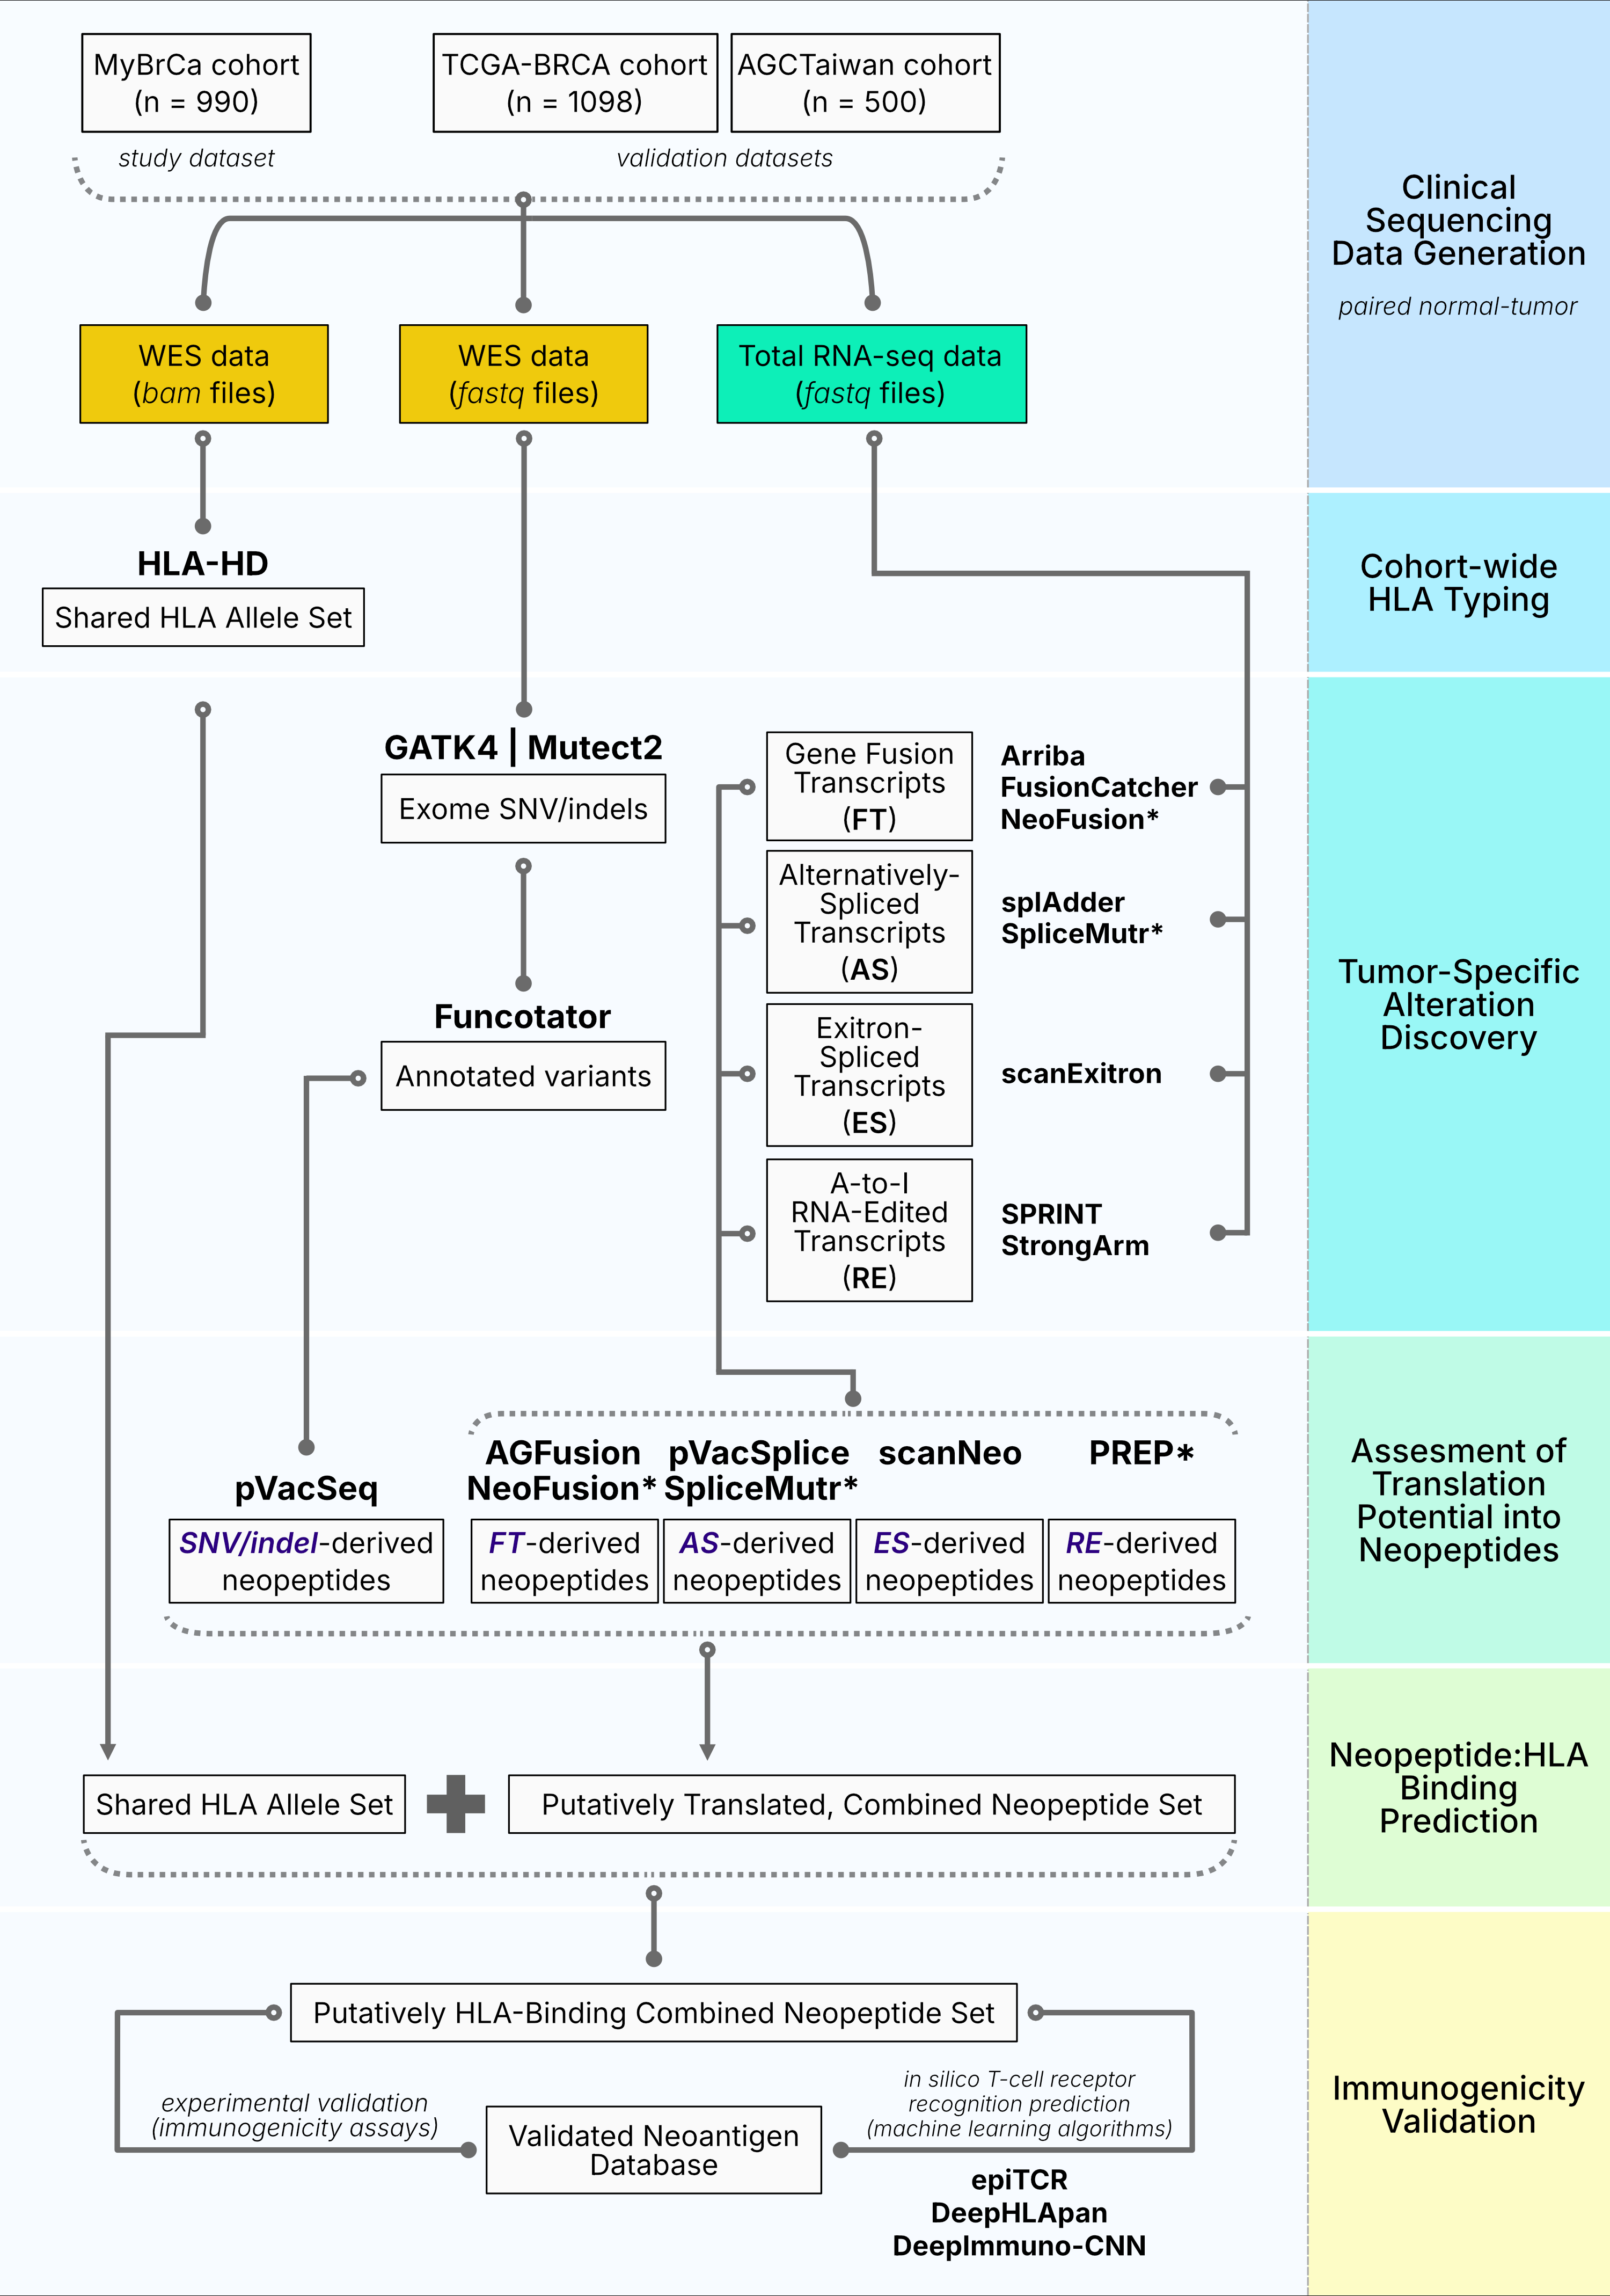 MyBrCa cohort
(n = 990)
TCGA-BRCA cohort
(n = 1098)
AGCTaiwan cohort
(n = 500)
study dataset
validation datasets
Clinical
Sequencing
Data Generation
paired normal-tumor
WES data
(bam files)
WES data
(fastq files)
Total RNA-seq data
(fastq files)
HLA-HD
Shared HLA Allele Set
Cohort-wide
HLA Typing
GATK4 | Mutect2
Exome SNV/indels
Funcotator
Annotated variants
Gene Fusion
Transcripts
(FT)
Arriba
FusionCatcher
NeoFusion*
Alternatively-
Spliced
Transcripts
(AS)
splAdder
SpliceMutr*
Exitron-
Spliced
Transcripts
(ES)
scanExitron
A-to-I
RNA-Edited
Transcripts
(RE)
SPRINT
StrongArm
Tumor-Specific
Alteration
Discovery
pVacSeq
SNV/indel-derived
neopeptides
AGFusion
NeoFusion*
FT-derived
neopeptides
pVacSplice
SpliceMutr*
AS-derived
neopeptides
scanNeo
ES-derived
neopeptides
PREP*
RE-derived
neopeptides
Assesment of
Translation
Potential into
Neopeptides
Shared HLA Allele Set
Putatively Translated, Combined Neopeptide Set
Neopeptide:HLA
Binding
Prediction
Putatively HLA-Binding Combined Neopeptide Set
experimental validation
(immunogenicity assays)
Validated Neoantigen
Database
in silico T-cell receptor
recognition prediction
(machine learning algorithms)
epiTCR
DeepHLApan
DeepImmuno-CNN
Immunogenicity
Validation